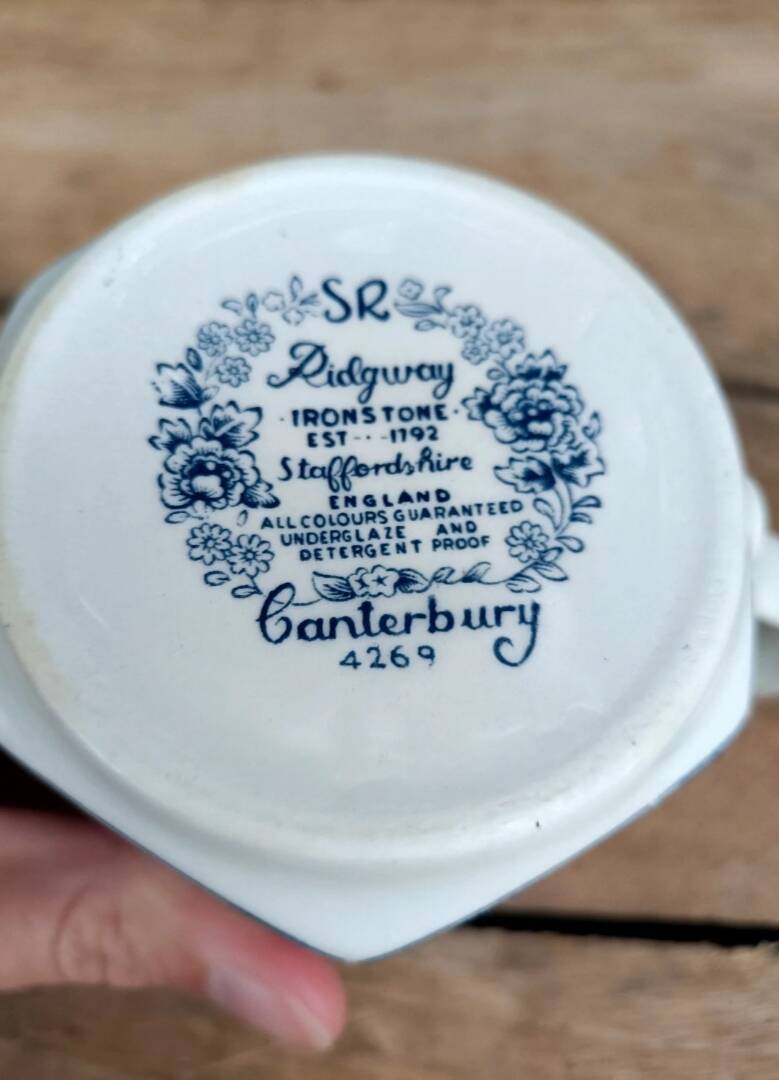 SR
Ridgway
·IRONSTONE·
EST···1792
Staffordshire
ENGLAND
ALL COLOURS GUARANTEED
UNDERGLAZE AND
DETERGENT PROOF
Canterbury
4269